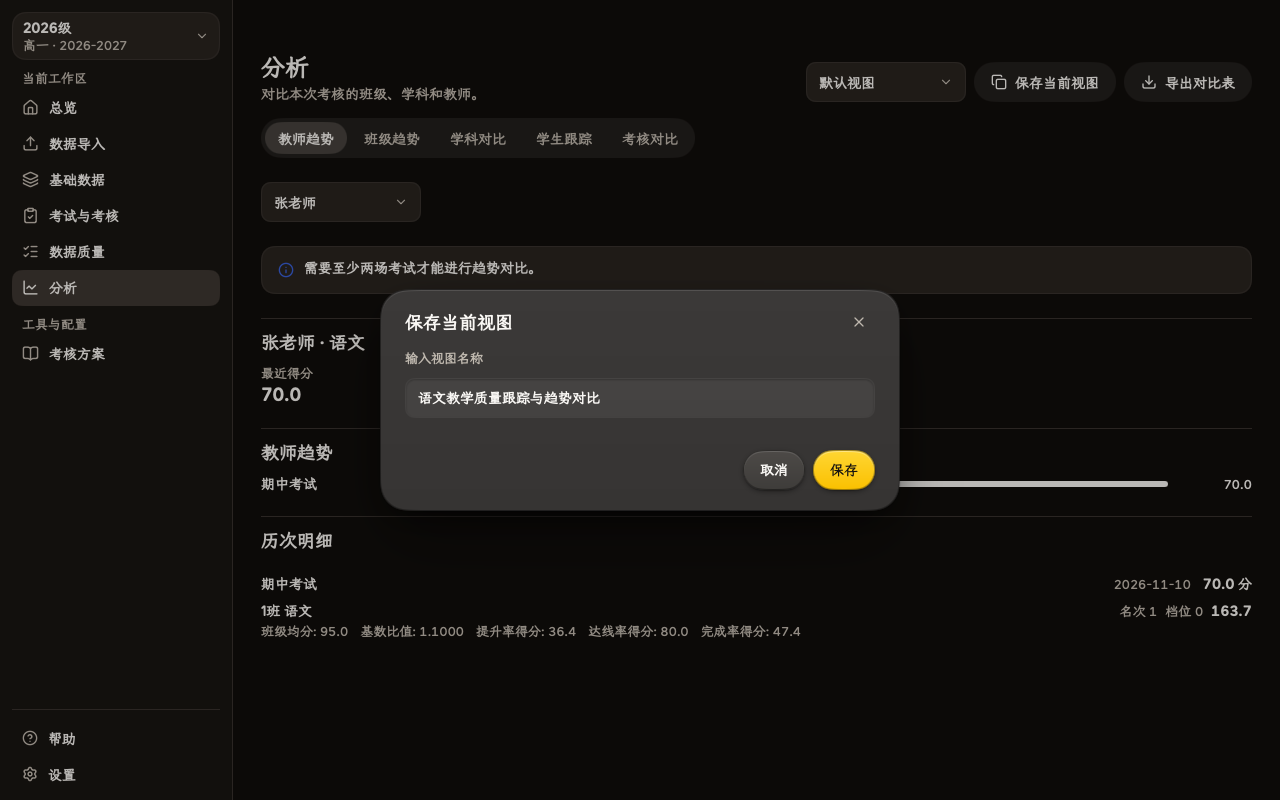 2026级
高一 · 2026-2027
当前工作区
总览
数据导入
基础数据
考试与考核
数据质量
分析
工具与配置
考核方案
帮助
设置
分析
对比本次考核的班级、学科和教师。
默认视图
保存当前视图
导出对比表
教师趋势
班级趋势
学科对比
学生跟踪
考核对比
张老师
需要至少两场考试才能进行趋势对比。
张老师 · 语文
最近得分
70.0
保存当前视图
输入视图名称
语文教学质量跟踪与趋势对比
取消
保存
教师趋势
期中考试 70.0
历次明细
期中考试 2026-11-10 70.0 分
1班 语文 名次 1 档位 0 163.7
班级均分: 95.0 基数比值: 1.1000 提升率得分: 36.4 达线率得分: 80.0 完成率得分: 47.4